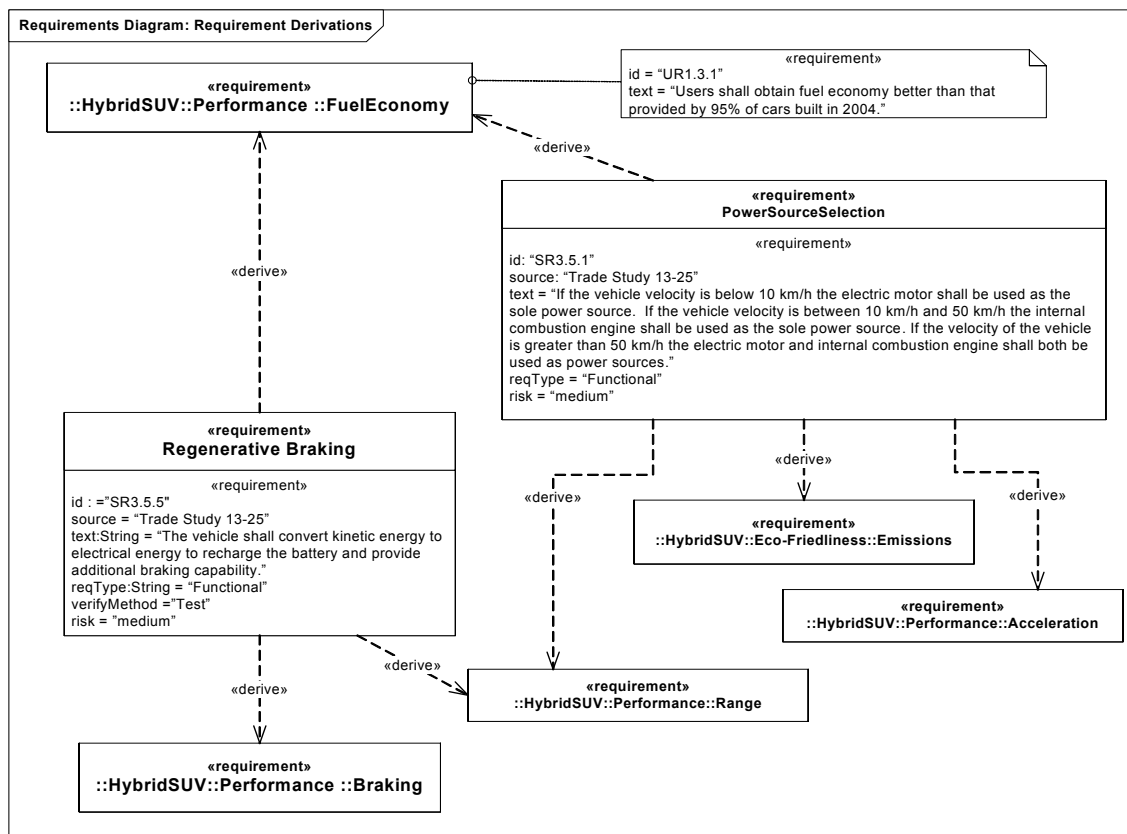 Requirements Diagram: Requirement Derivations
«requirement»
::HybridSUV::Performance ::FuelEconomy
«requirement»
id = “UR1.3.1”
text = “Users shall obtain fuel economy better than that
provided by 95% of cars built in 2004.”
«derive»
«requirement»
PowerSourceSelection
«requirement»
id: “SR3.5.1”
source: “Trade Study 13-25”
text = “If the vehicle velocity is below 10 km/h the electric motor shall be used as the
sole power source.  If the vehicle velocity is between 10 km/h and 50 km/h the internal
combustion engine shall be used as the sole power source. If the velocity of the vehicle
is greater than 50 km/h the electric motor and internal combustion engine shall both be
used as power sources.”
reqType = “Functional”
risk = “medium”
«derive»
«requirement»
Regenerative Braking
«requirement»
id : =”SR3.5.5"
source = “Trade Study 13-25”
text:String = “The vehicle shall convert kinetic energy to
electrical energy to recharge the battery and provide
additional braking capability.”
reqType:String = “Functional”
verifyMethod =”Test”
risk = ”medium”
«derive»
«derive»
«derive»
«requirement»
::HybridSUV::Eco-Friedliness::Emissions
«requirement»
::HybridSUV::Performance::Acceleration
«derive»
«derive»
«requirement»
::HybridSUV::Performance::Range
«requirement»
::HybridSUV::Performance ::Braking